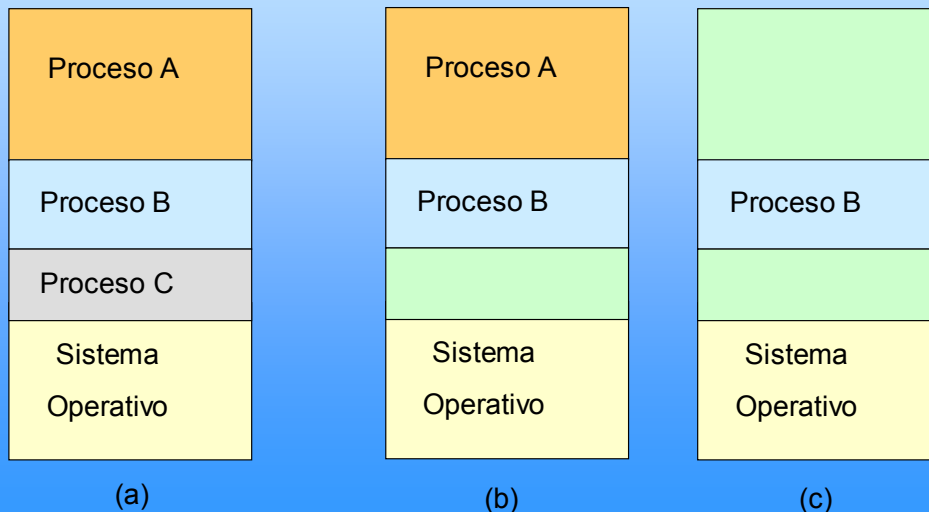 Proceso A
Proceso B
Proceso C
Sistema
Operativo
(a)
Proceso A
Proceso B
Sistema
Operativo
(b)
Proceso B
Sistema
Operativo
(c)